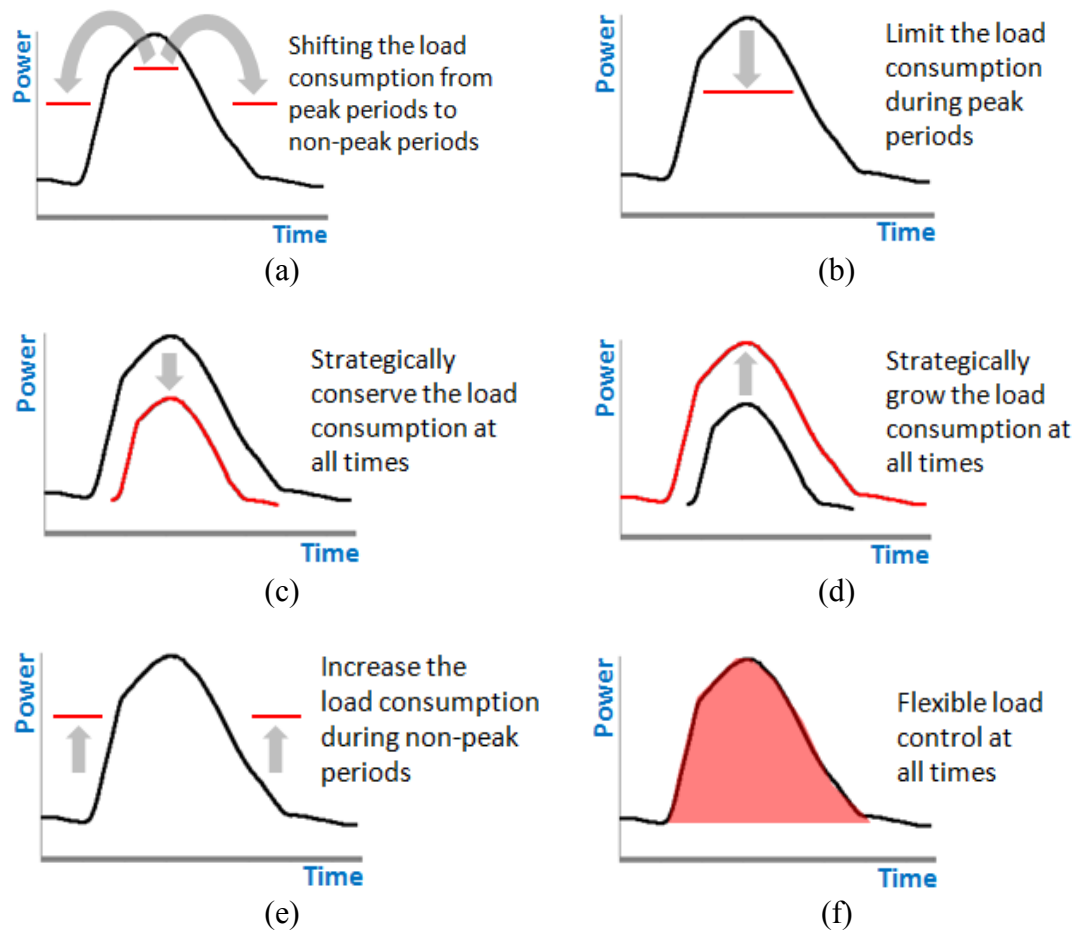 Power
Shifting the load
consumption from
peak periods to
non-peak periods
Time
(a)
Power
Limit the load
consumption
during peak
periods
Time
(b)
Power
Strategically
conserve the load
consumption at
all times
Time
(c)
Power
Strategically
grow the load
consumption at
all times
Time
(d)
Power
Increase the
load consumption
during non-peak
periods
Time
(e)
Power
Flexible load
control at
all times
Time
(f)